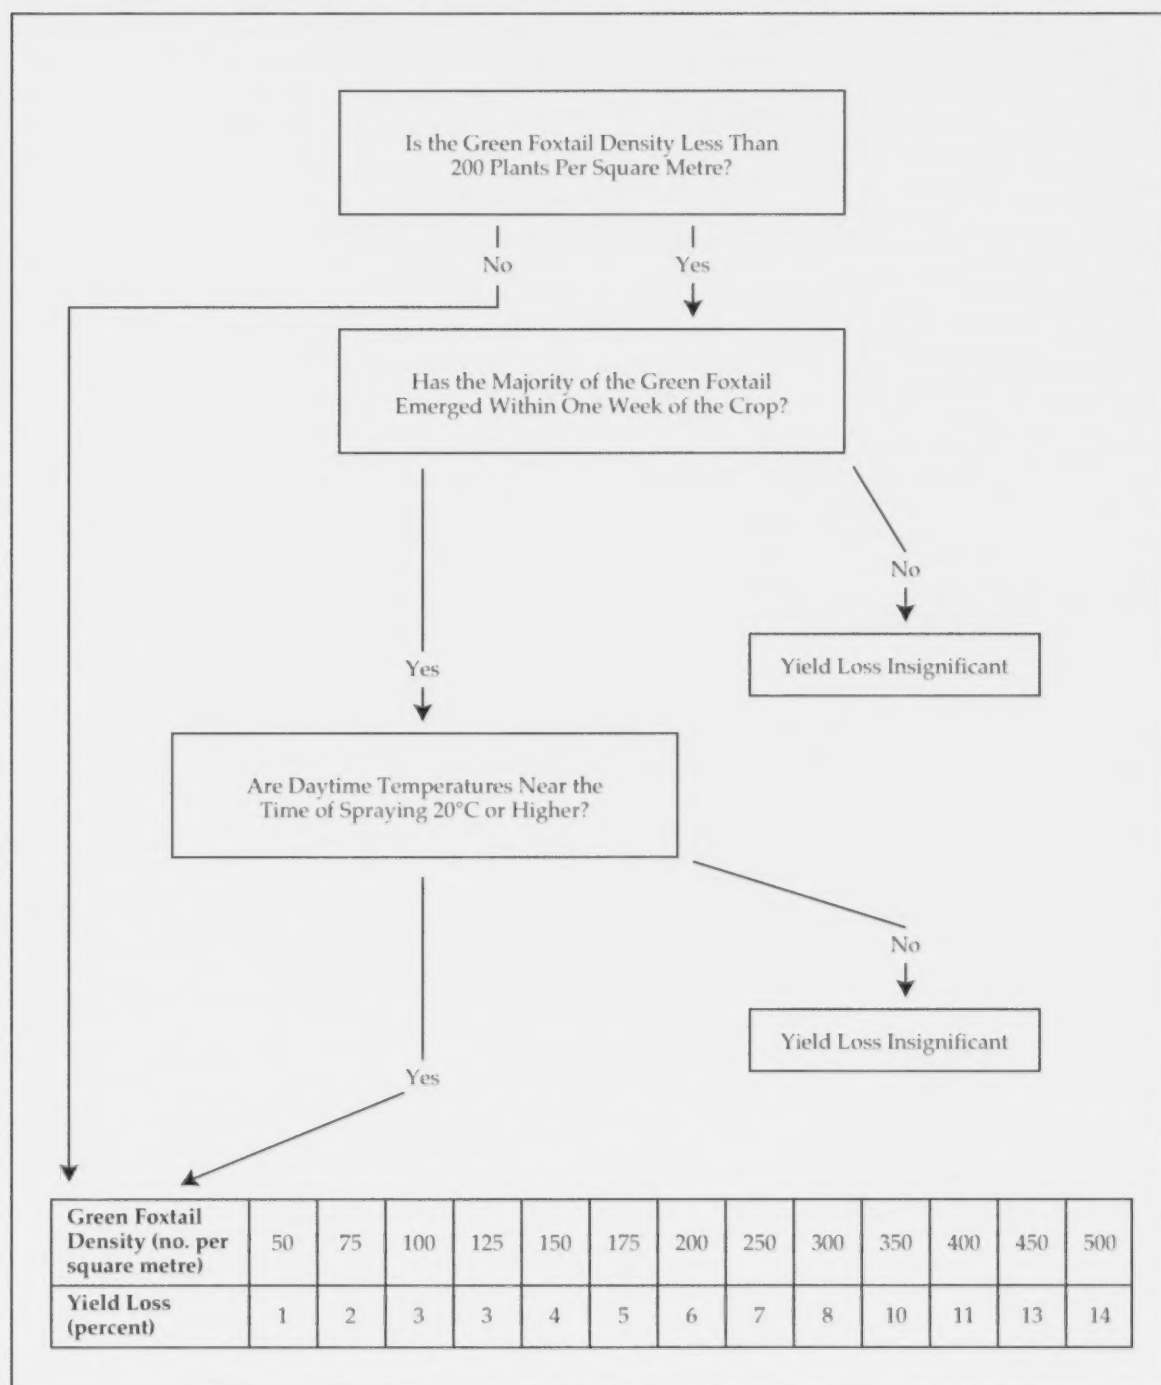 Is the Green Foxtail Density Less Than
200 Plants Per Square Metre?
No
Yes
Has the Majority of the Green Foxtail
Emerged Within One Week of the Crop?
No
Yes
Yield Loss Insignificant
Are Daytime Temperatures Near the
Time of Spraying 20°C or Higher?
No
Yes
Yield Loss Insignificant
Green Foxtail
Density (no. per
square metre)
50 75 100 125 150 175 200 250 300 350 400 450 500
Yield Loss
(percent)
1 2 3 3 4 5 6 7 8 10 11 13 14